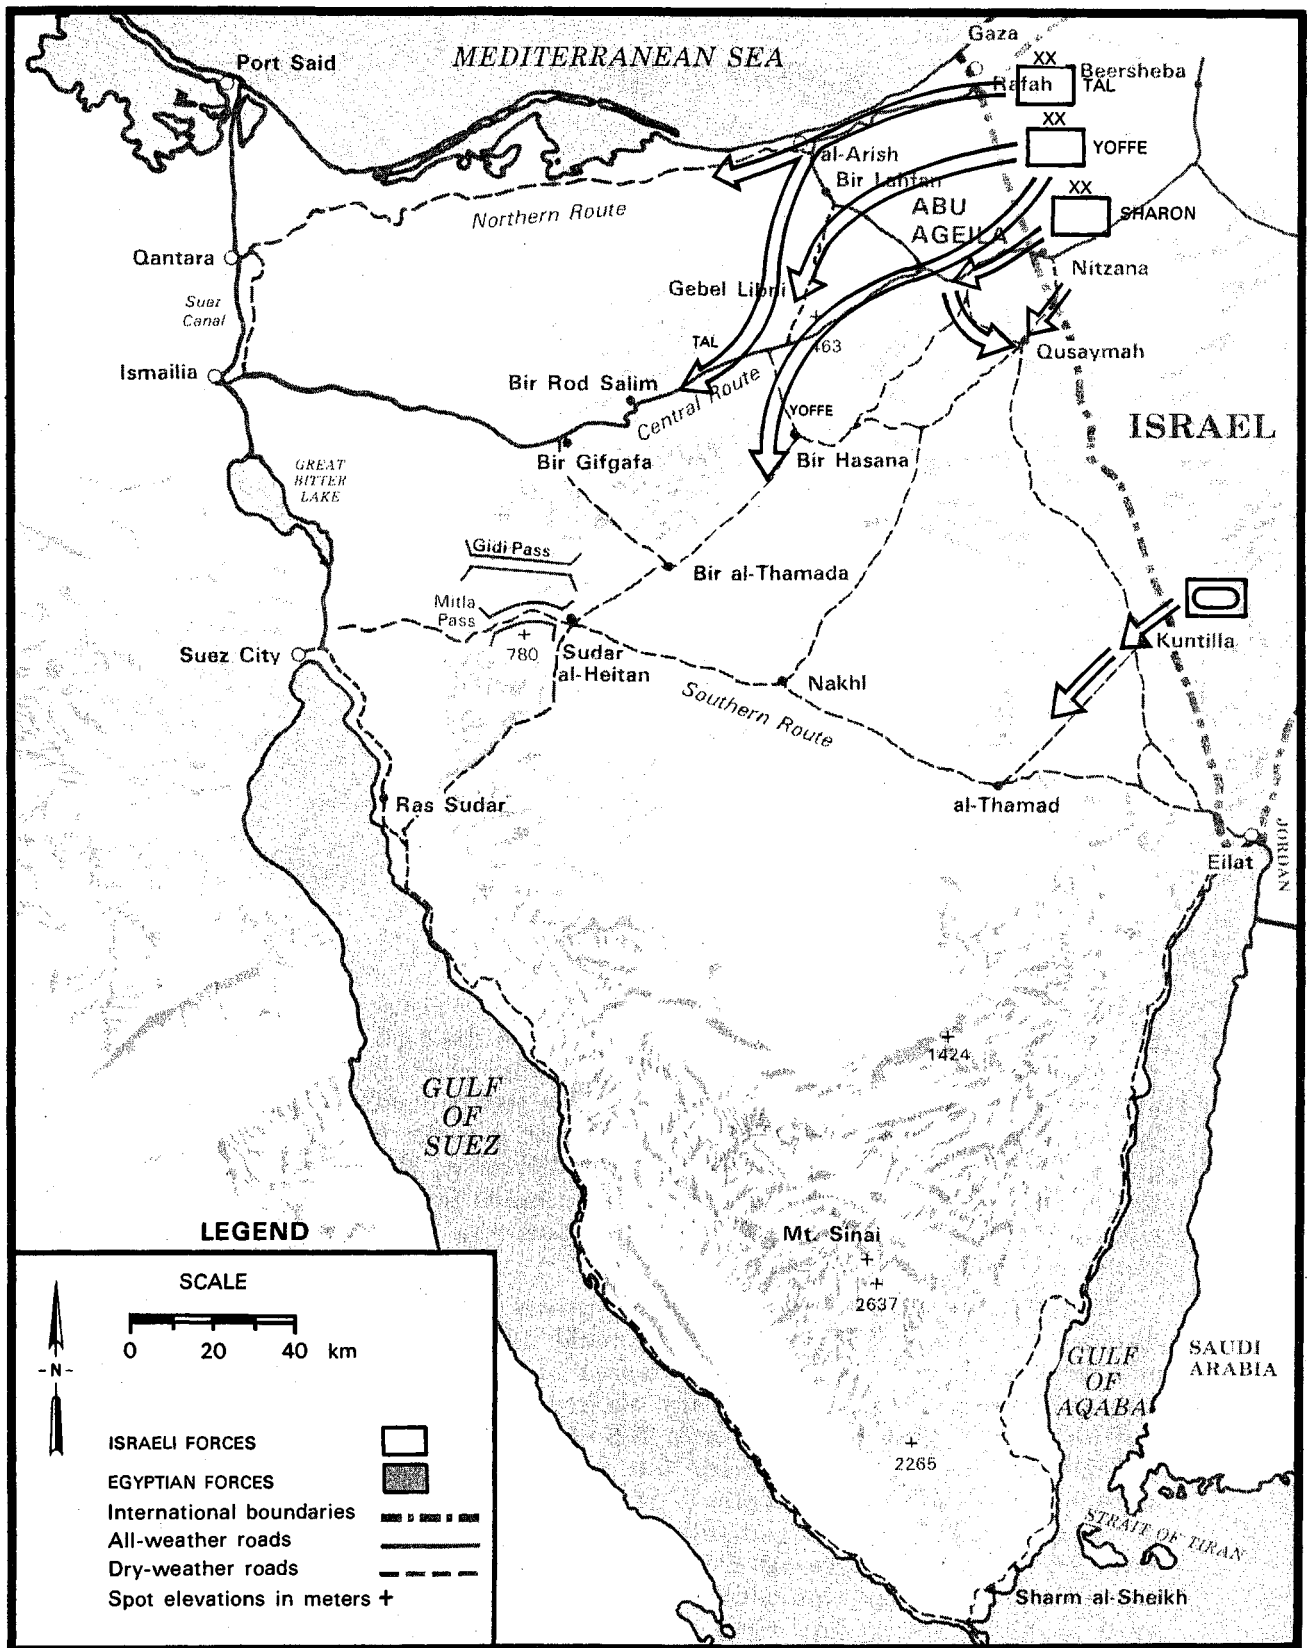 MEDITERRANEAN SEA
Port Said
Gaza
XX
Beersheba
Rafah
TAL
XX
YOFFE
al-Arish
Bir Lahfan
XX
SHARON
ABU
AGEILA
Northern Route
Qantara
Nitzana
Suez
Canal
Gebel Libni
TAL
463
Qusaymah
Ismailia
Bir Rod Salim
Central Route
YOFFE
ISRAEL
Bir Gifgafa
Bir Hasana
GREAT
BITTER
LAKE
Gidi Pass
Bir al-Thamada
Mitla
Pass
780
Sudar
al-Heitan
Kuntilla
Suez City
Nakhl
Southern Route
Ras Sudar
al-Thamad
JORDAN
Eilat
1424
GULF
OF
SUEZ
Mt. Sinai
2637
GULF
OF
AQABA
SAUDI
ARABIA
2265
STRAIT OF TIRAN
Sharm al-Sheikh
LEGEND
SCALE
0 20 40 km
-N-
ISRAELI FORCES
EGYPTIAN FORCES
International boundaries
All-weather roads
Dry-weather roads
Spot elevations in meters +